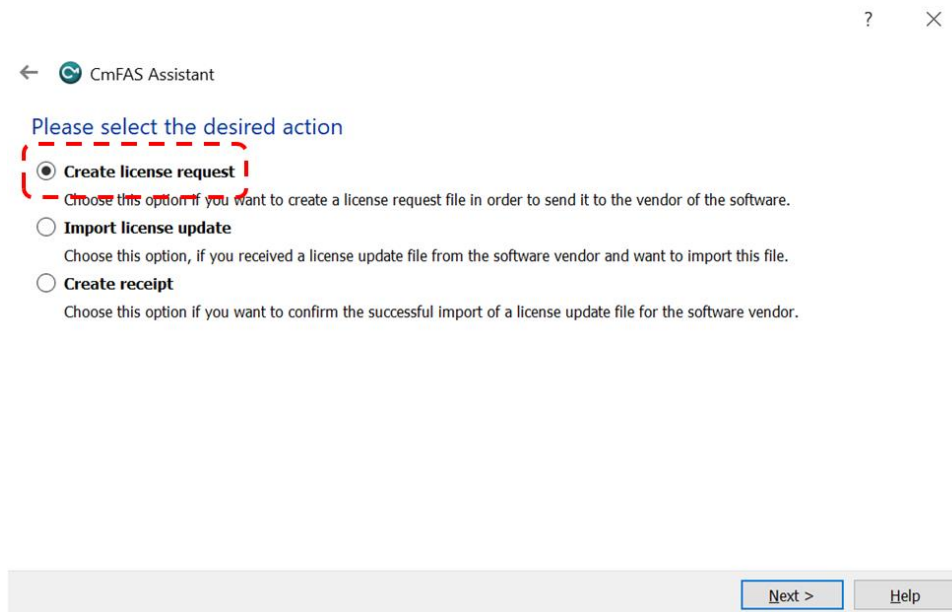 ?
CmFAS Assistant
Please select the desired action
Create license request
Choose this option if you want to create a license request file in order to send it to the vendor of the software.
Import license update
Choose this option, if you received a license update file from the software vendor and want to import this file.
Create receipt
Choose this option if you want to confirm the successful import of a license update file for the software vendor.
Next > Help